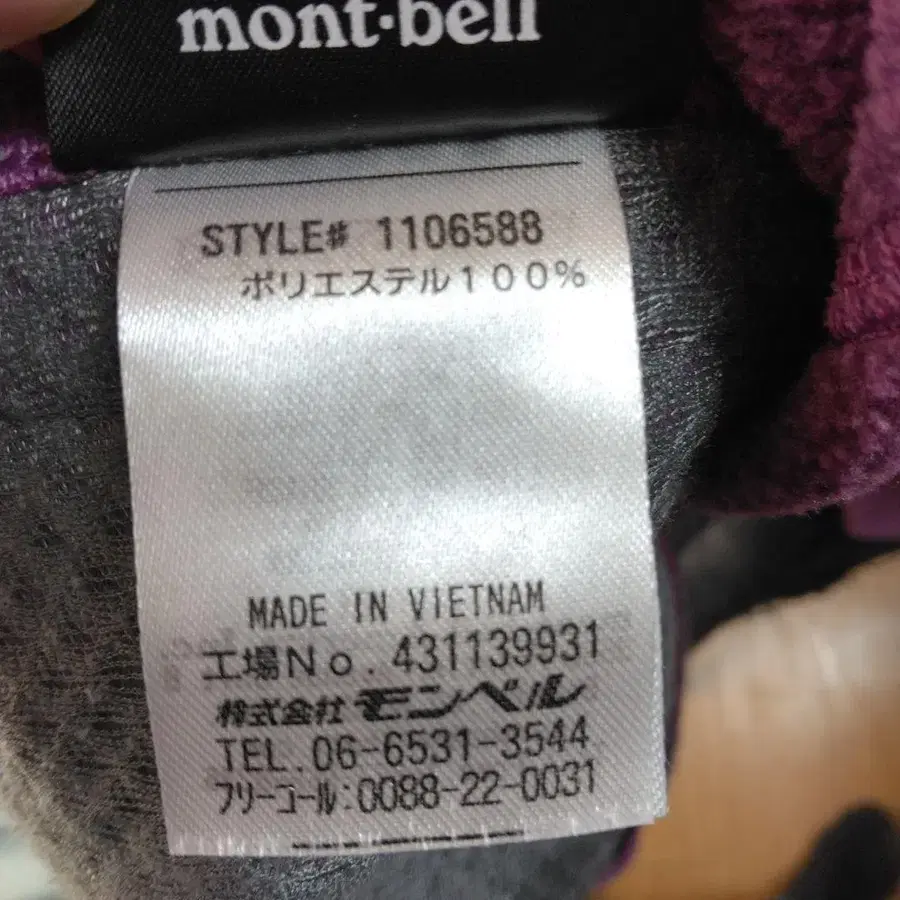 mont-bell
STYLE# 1106588
ポリエステル100%
MADE IN VIETNAM
工場No.431139931
株式会社モンベル
TEL.06-6531-3544
フリーコール:0088-22-0031